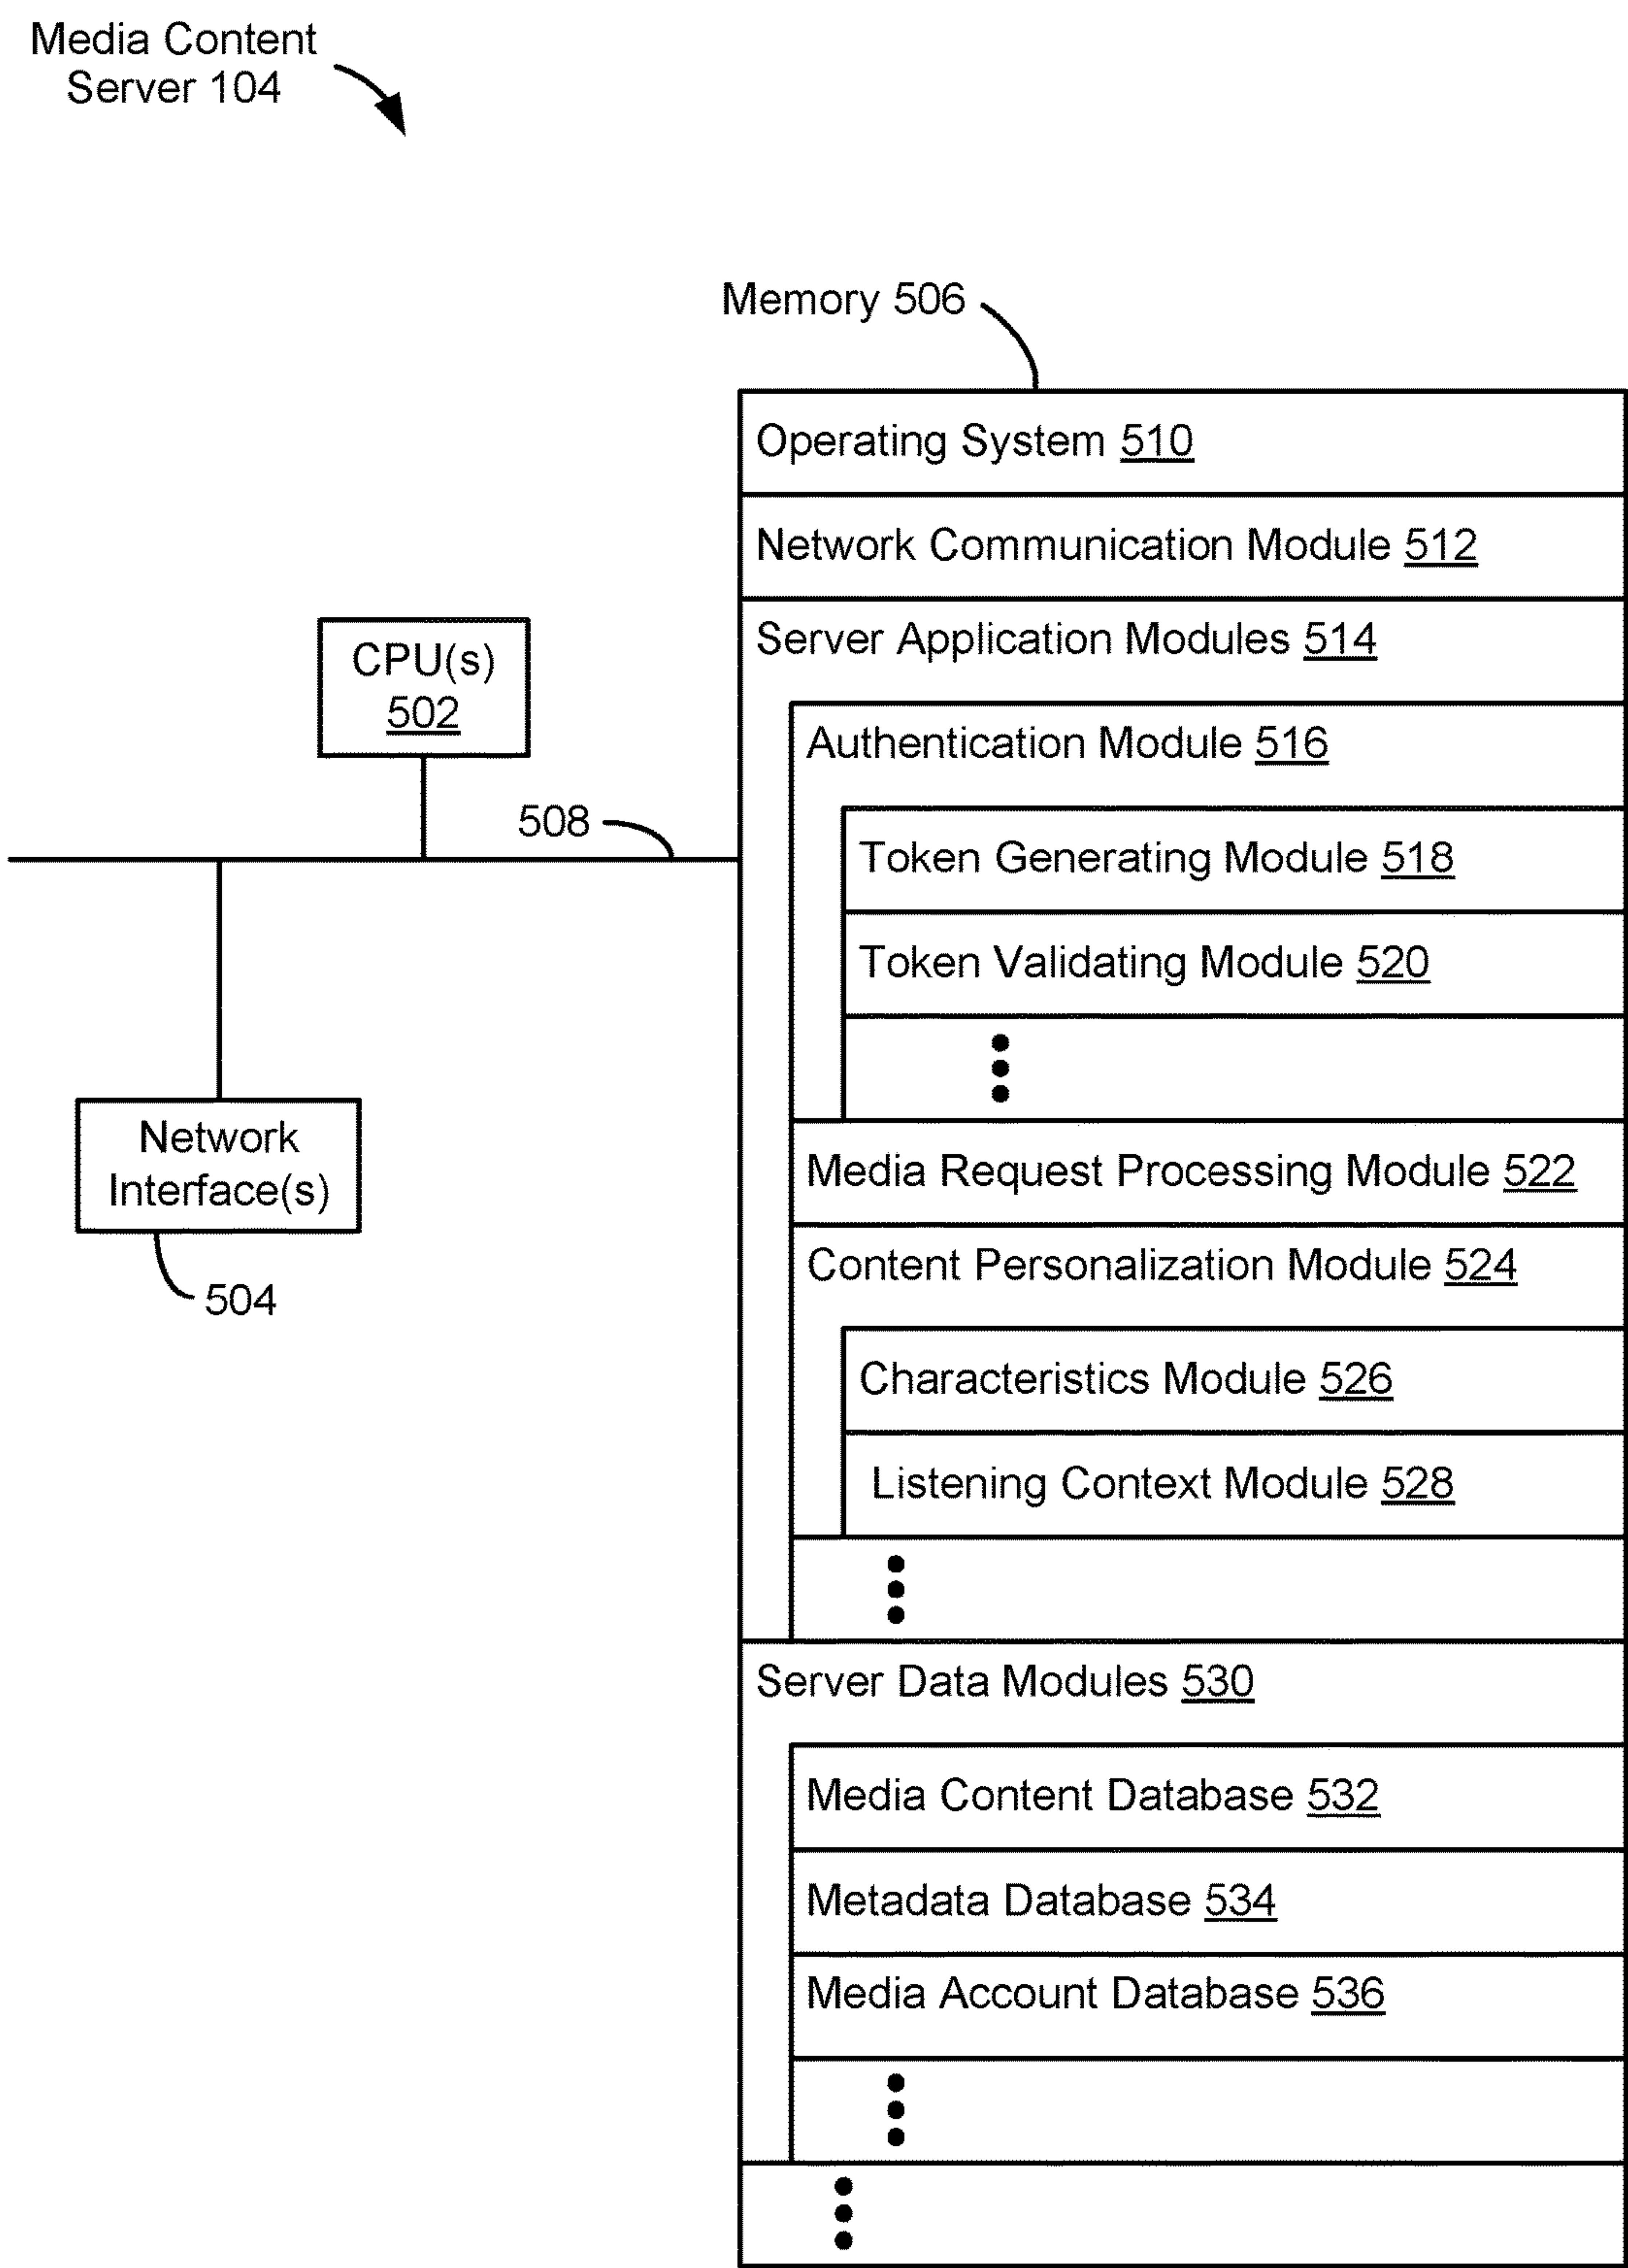 Media Content
Server 104
Memory 506
Operating System 510
Network Communication Module 512
Server Application Modules 514
CPU(s)
502
Authentication Module 516
508
Token Generating Module 518
Token Validating Module 520
Network
Interface(s)
504
Media Request Processing Module 522
Content Personalization Module 524
Characteristics Module 526
Listening Context Module 528
Server Data Modules 530
Media Content Database 532
Metadata Database 534
Media Account Database 536